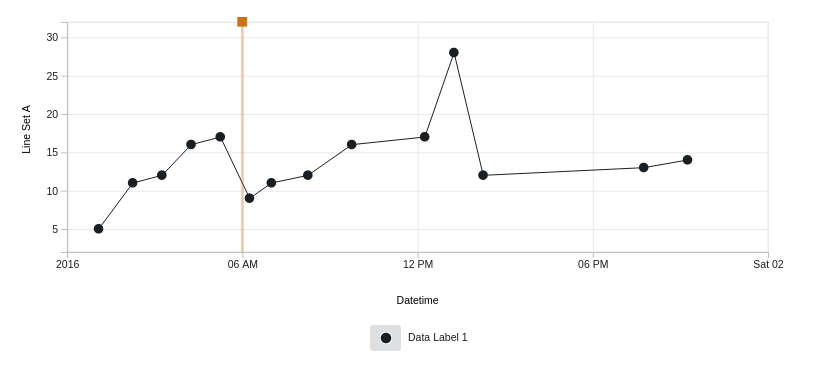 30
25
20
15
10
5
Line Set A
2016
06 AM
12 PM
06 PM
Sat 02
Datetime
Data Label 1